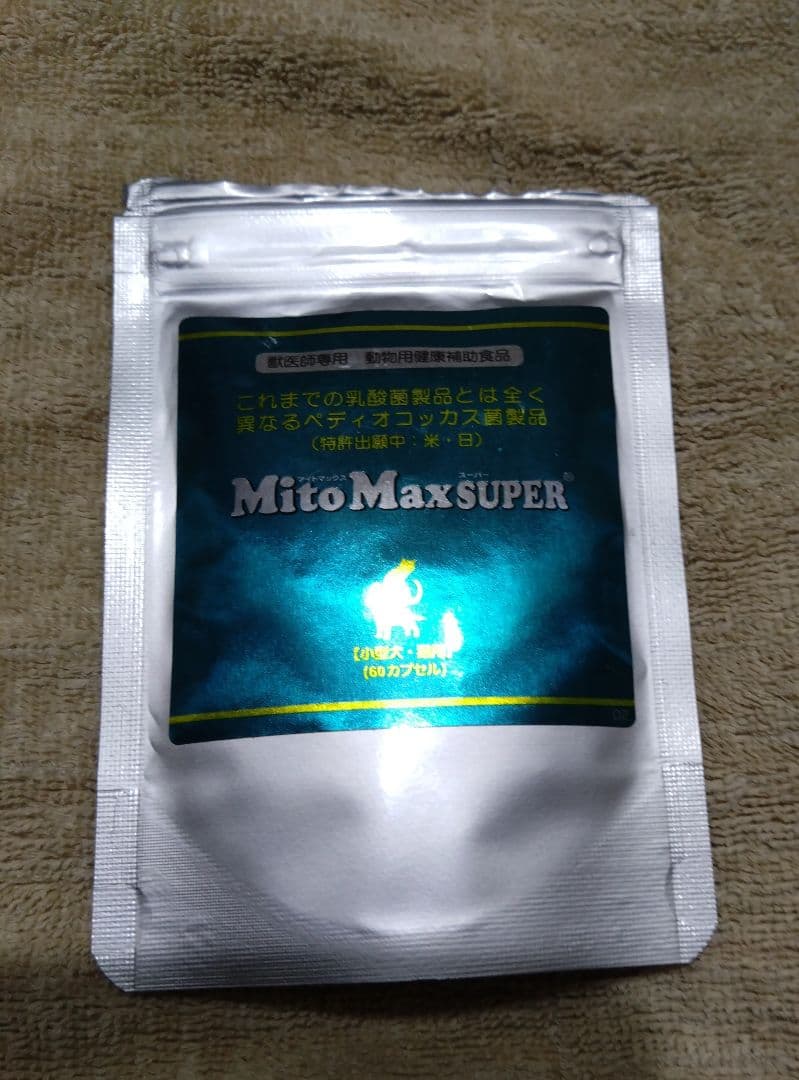 獣医師専用 動物用健康補助食品
これまでの乳酸菌製品とは全く
異なるペディオコッカス菌製品
（特許出願中：米・日）
マイトマックス スーパー
MitoMaxSUPER®
【小型犬・猫用】
［60カプセル］
02